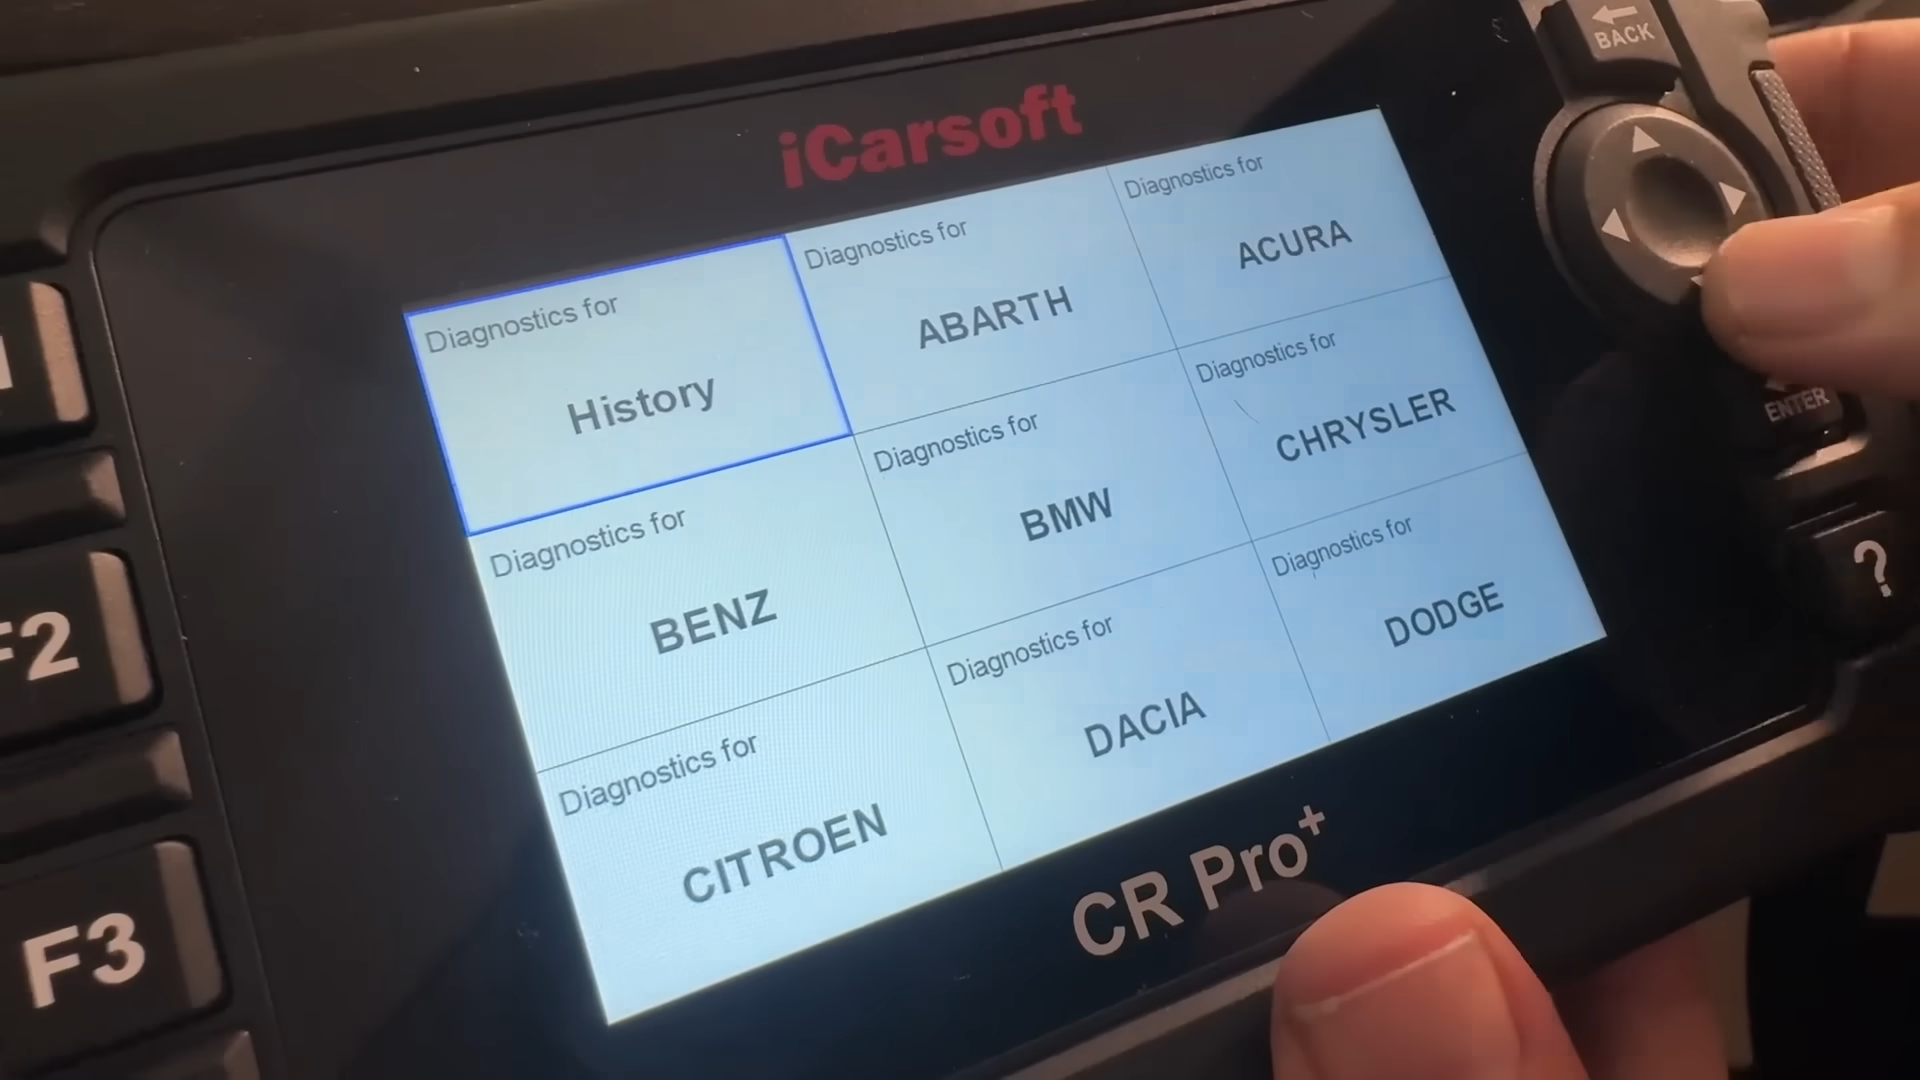 BACK
iCarsoft
Diagnostics for
History
Diagnostics for
ABARTH
Diagnostics for
ACURA
Diagnostics for
BENZ
Diagnostics for
BMW
Diagnostics for
CHRYSLER
Diagnostics for
CITROEN
Diagnostics for
DACIA
Diagnostics for
DODGE
ENTER
?
F2
F3
CR Pro+